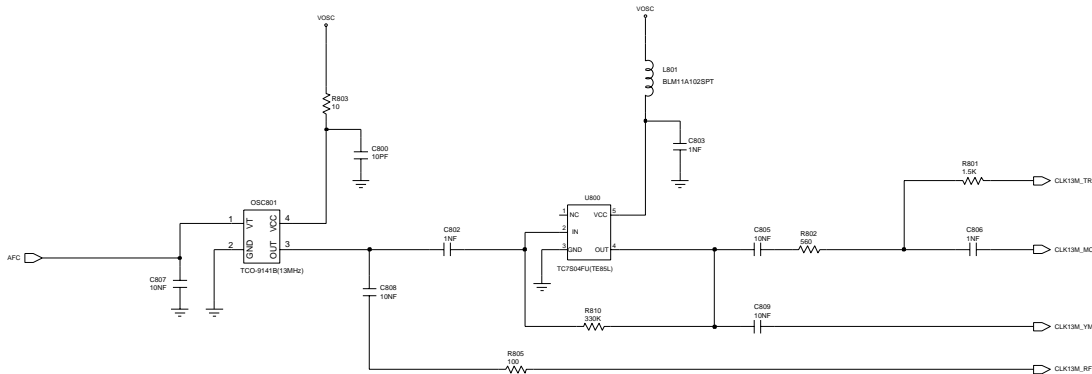 VOSC
VOSC
L801
BLM11A102SPT
R803
10
C800
10PF
C803
1NF
R801
1.5K
CLK13M_TR
U800
OSC801
1
VT
VCC
4
2
GND
OUT
3
TCO-9141B(13MHz)
C802
1NF
1
NC
VCC
5
2
IN
3
GND
OUT
4
TC7S04FU(TE85L)
C805
10NF
R802
560
C806
1NF
CLK13M_MC
AFC
C807
10NF
C808
10NF
R810
330K
C809
10NF
CLK13M_YM
R805
100
CLK13M_RF